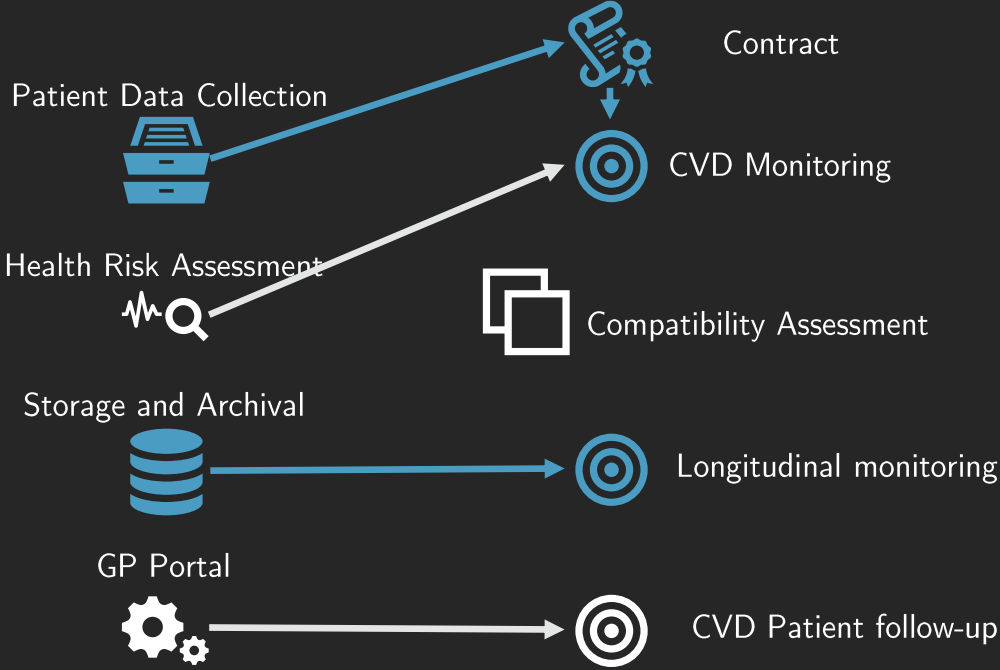 Contract
Patient Data Collection
CVD Monitoring
Health Risk Assessment
Compatibility Assessment
Storage and Archival
Longitudinal monitoring
GP Portal
CVD Patient follow-up